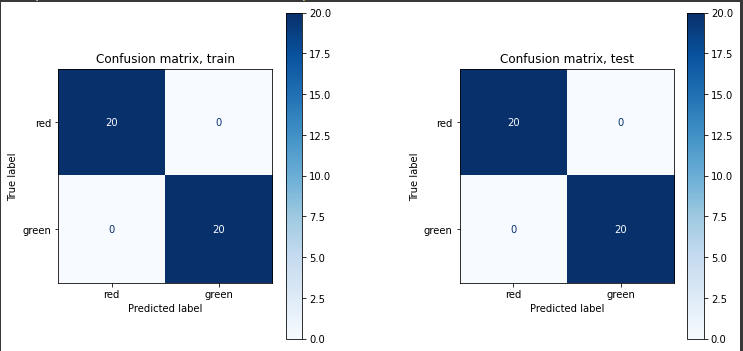 Confusion matrix, train
True label
red
green
20
0
0
20
red
green
Predicted label
20.0
17.5
15.0
12.5
10.0
7.5
5.0
2.5
0.0
Confusion matrix, test
True label
red
green
20
0
0
20
red
green
Predicted label
20.0
17.5
15.0
12.5
10.0
7.5
5.0
2.5
0.0